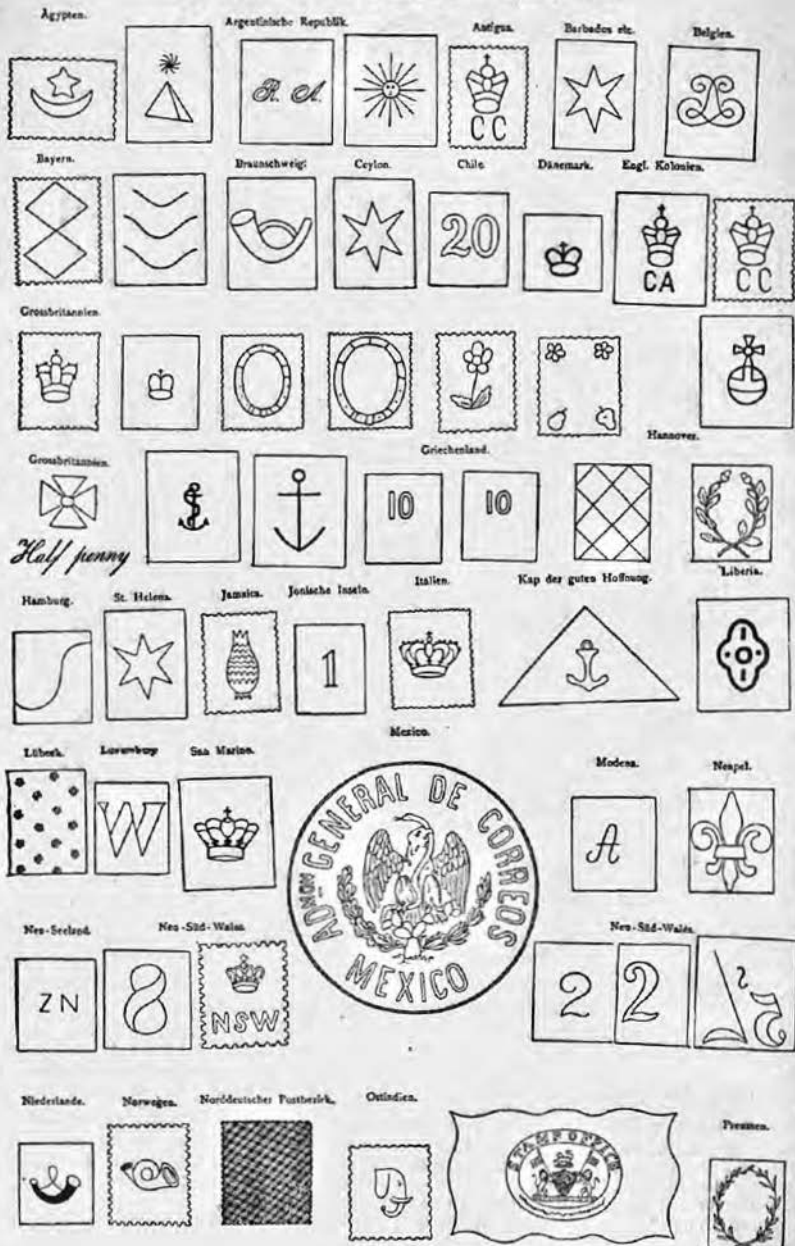 Ägypten. Argentinische Republik. Antigua. Barbados etc. Belgien.
R. A. CC
Bayern. Braunschweig. Ceylon. Chile. Dänemark. Engl. Kolonien.
20 CA CC
Grossbritannien.
Hannover.
Grossbritannien. Griechenland.
10 10
Half penny
Hamburg. St. Helena. Jamaica. Jonische Inseln. Italien. Kap der guten Hoffnung. Liberia.
1
Lübeck. Luxemburg San Marino. Mexico. Modena. Neapel.
W A
ADNON GENERAL DE CORREOS
MEXICO
Neu-Seeland. Neu-Süd-Wales Neu-Süd-Wales.
ZN 8 NSW 2 2 5
Niederlande. Norwegen. Norddeutscher Postbezirk. Ostindien. Preussen.
STAMP OFFICE